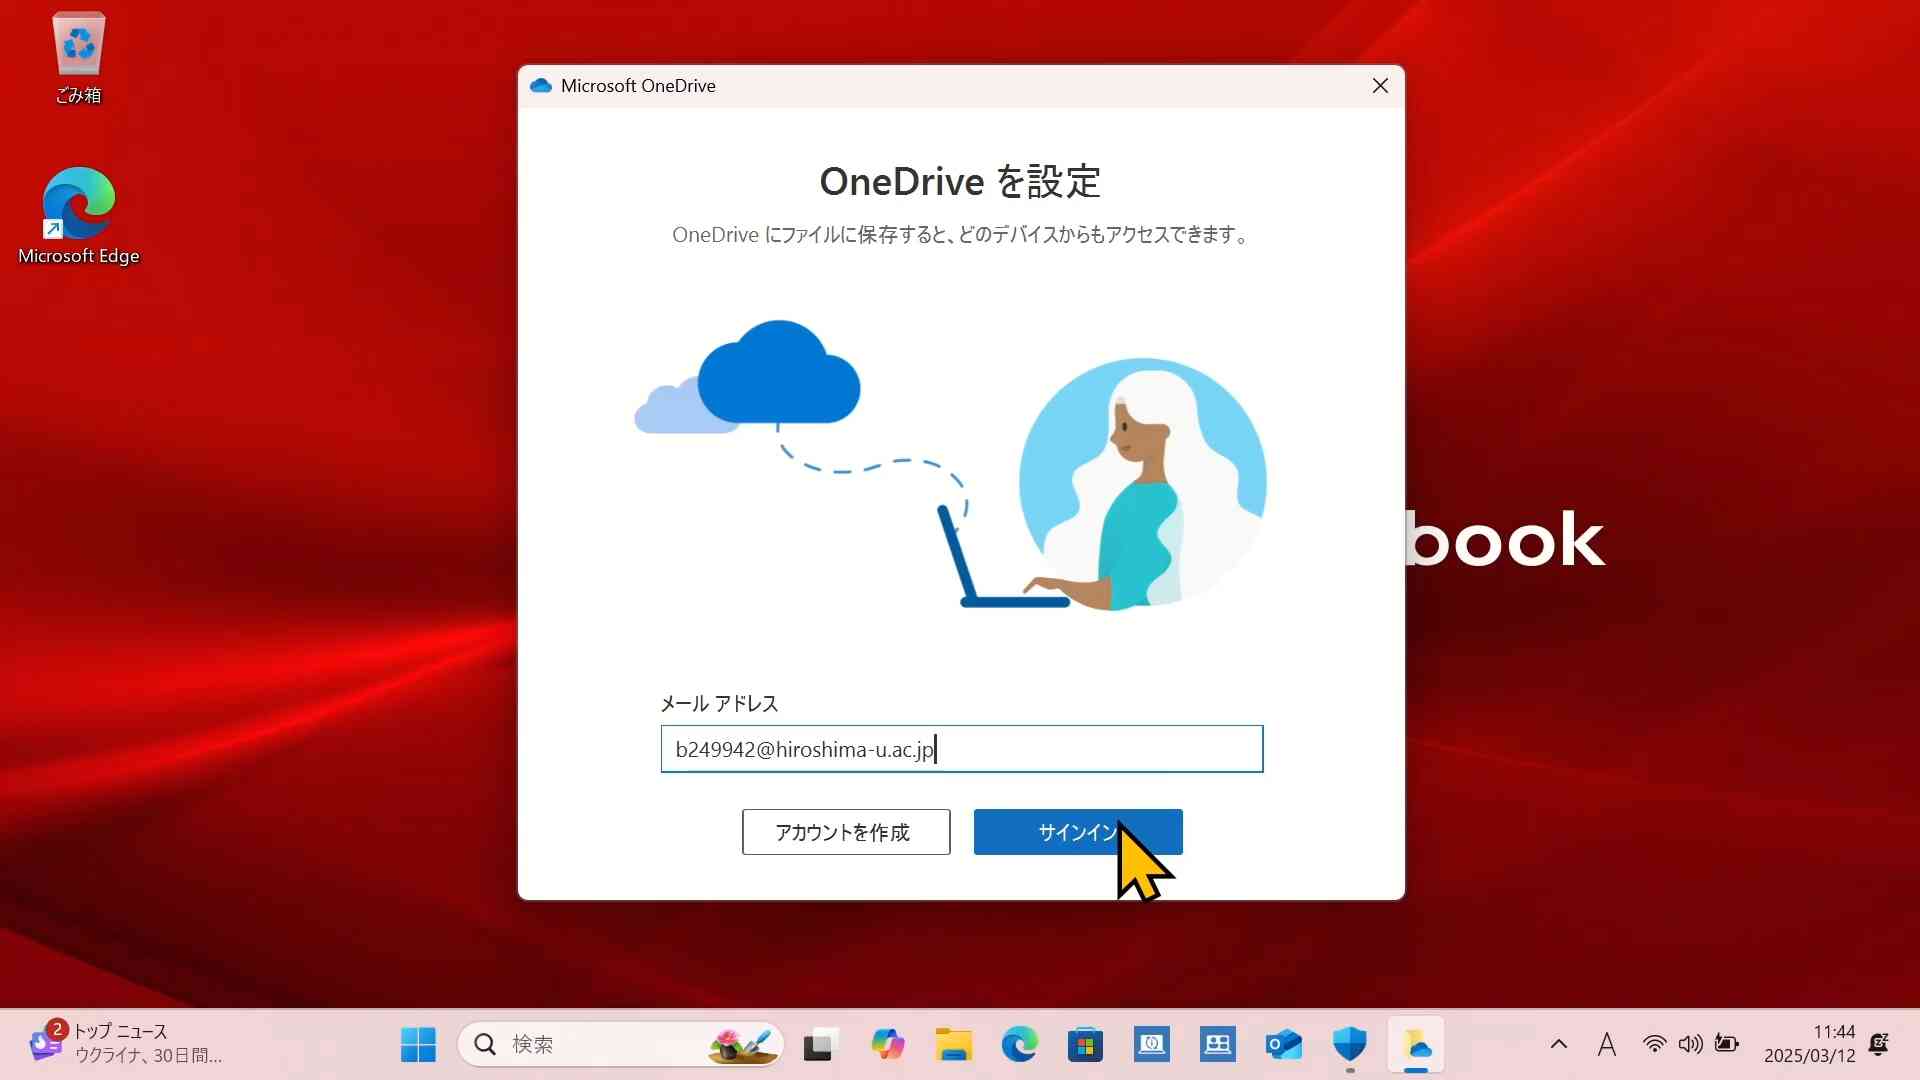 ごみ箱
Microsoft Edge
Microsoft OneDrive
OneDrive を設定
OneDrive にファイルに保存すると、どのデバイスからもアクセスできます。
book
メール アドレス
b249942@hiroshima-u.ac.jp
アカウントを作成
サインイン
2
トップ ニュース
ウクライナ、30日間...
検索
A
11:44
2025/03/12